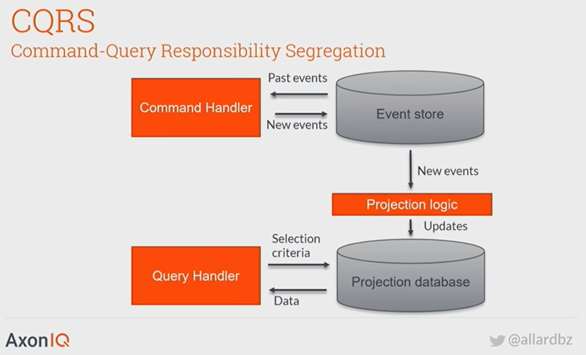 CQRS
Command-Query Responsibility Segregation
Past events
Command Handler
Event store
New events
New events
Projection logic
Updates
Selection
criteria
Query Handler
Projection database
Data
AxonIQ
@allardbz